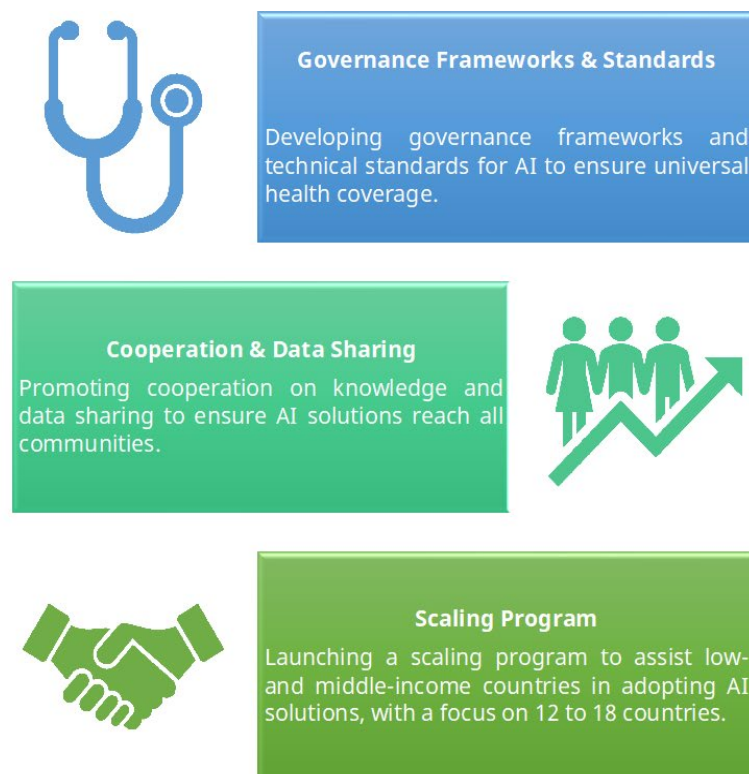 Governance Frameworks & Standards
Developing governance frameworks and
technical standards for AI to ensure universal
health coverage.
Cooperation & Data Sharing
Promoting cooperation on knowledge and
data sharing to ensure AI solutions reach all
communities.
Scaling Program
Launching a scaling program to assist low-
and middle-income countries in adopting AI
solutions, with a focus on 12 to 18 countries.